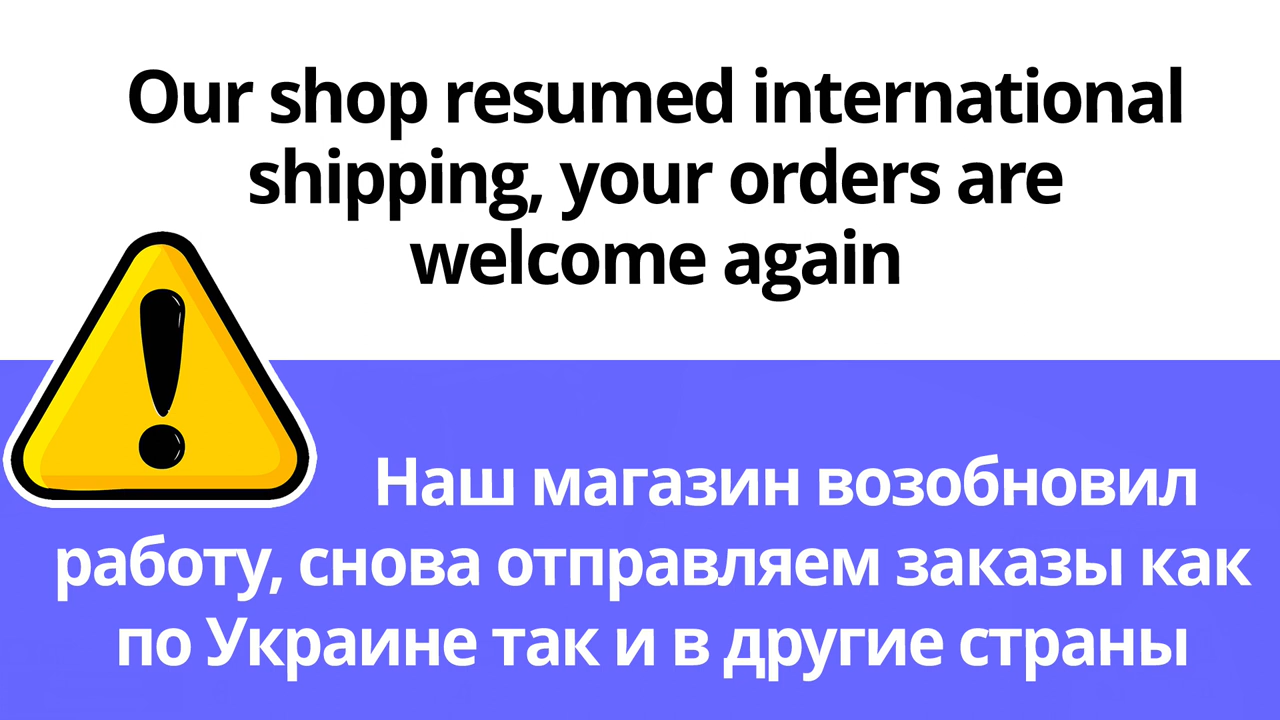 Our shop resumed international
shipping, your orders are
welcome again
Наш магазин возобновил
работу, снова отправляем заказы как
по Украине так и в другие страны